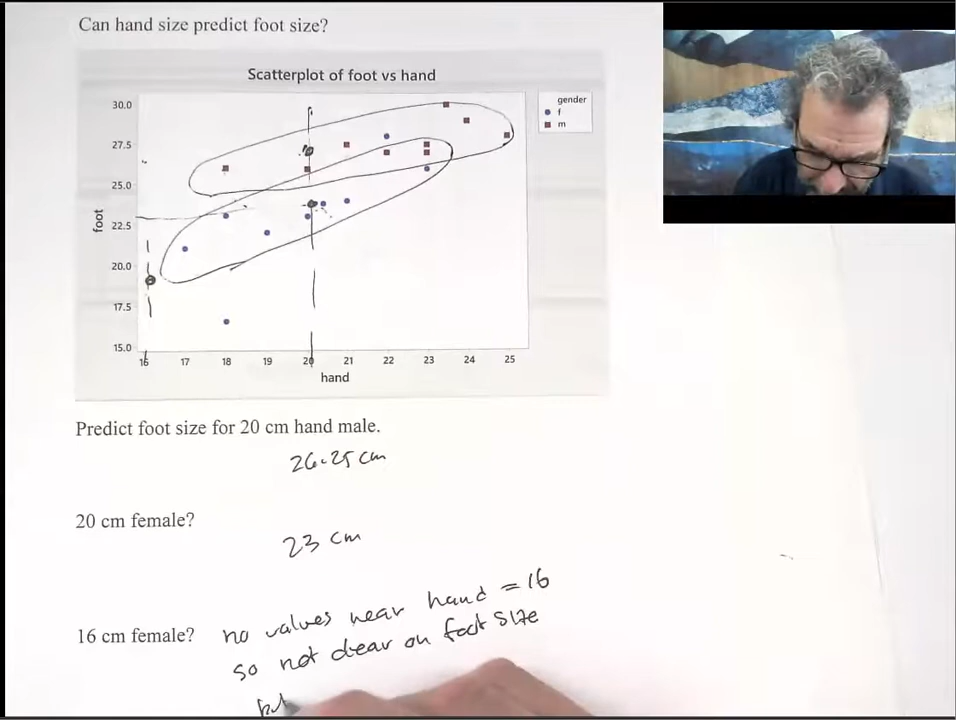 Can hand size predict foot size?
Scatterplot of foot vs hand
gender
f
m
30.0
27.5
25.0
22.5
20.0
17.5
15.0
foot
16 17 18 19 20 21 22 23 24 25
hand
Predict foot size for 20 cm hand male.
26.25 cm
20 cm female?
23 cm
16 cm female? no values near hand = 16
so not clear on foot size